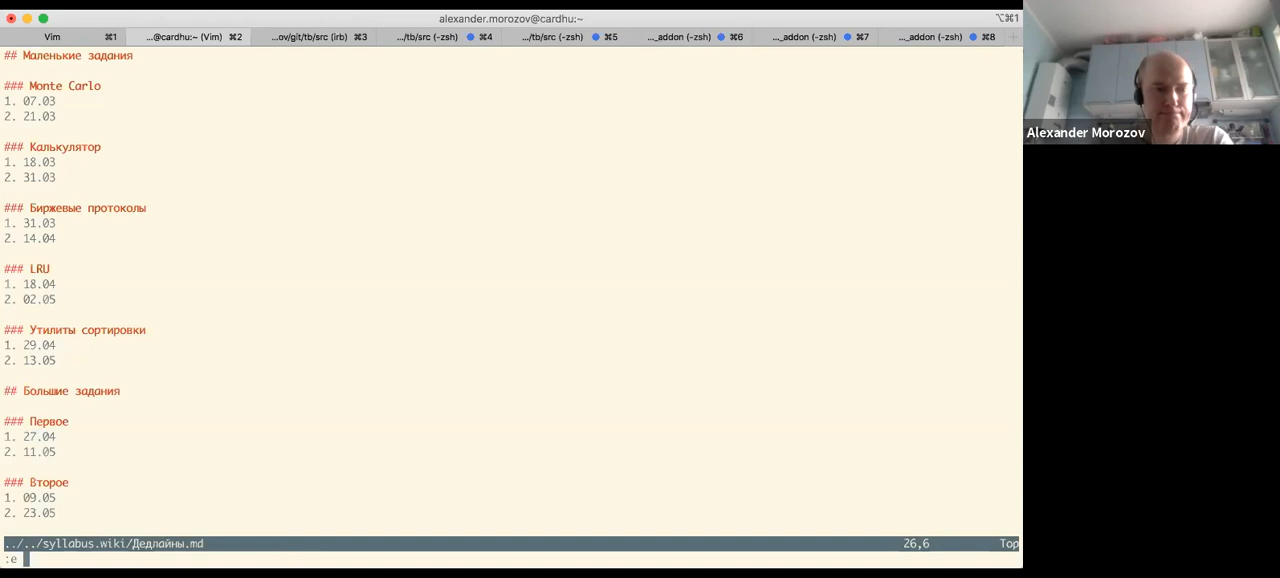 alexander.morozov@cardhu:~
⌥⌘1
Vim ⌘1 ...@cardhu:~ (Vim) ⌘2 ...ov/git/tb/src (irb) ⌘3 .../tb/src (-zsh) ⌘4 .../tb/src (-zsh) ⌘5 ..._addon (-zsh) ⌘6 ..._addon (-zsh) ⌘7 ..._addon (-zsh) ⌘8
## Маленькие задания
### Monte Carlo
1. 07.03
2. 21.03
### Калькулятор
1. 18.03
2. 31.03
### Биржевые протоколы
1. 31.03
2. 14.04
### LRU
1. 18.04
2. 02.05
### Утилиты сортировки
1. 29.04
2. 13.05
## Большие задания
### Первое
1. 27.04
2. 11.05
### Второе
1. 09.05
2. 23.05
../../syllabus.wiki/Дедлайны.md 26,6 Top
:e
Alexander Morozov